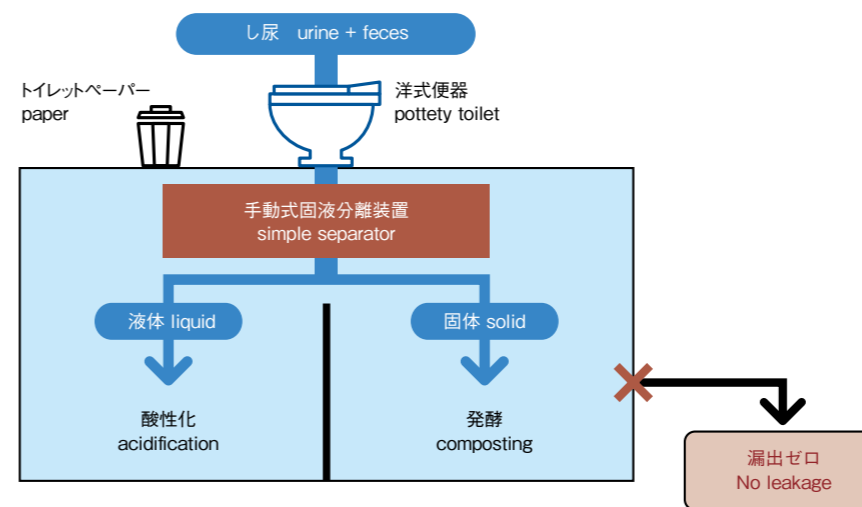 し尿 urine + feces
トイレットペーパー
paper
洋式便器
pottety toilet
手動式固液分離装置
simple separator
液体 liquid
固体 solid
酸性化
acidification
発酵
composting
漏出ゼロ
No leakage